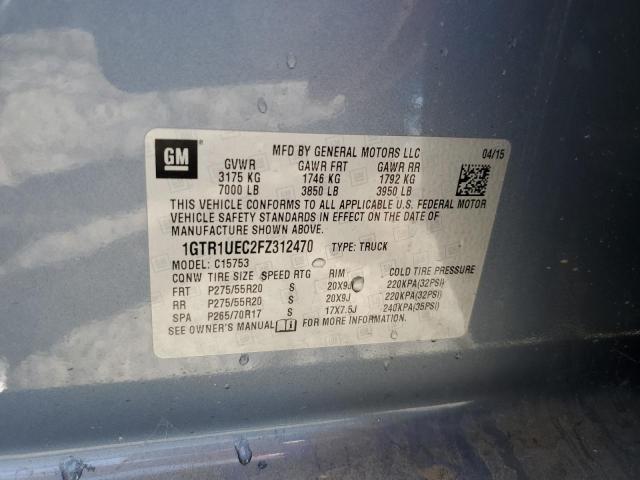 GM
MFD BY GENERAL MOTORS LLC 04/15
GVWR GAWR FRT GAWR RR
3175 KG 1746 KG 1792 KG
7000 LB 3850 LB 3950 LB
THIS VEHICLE CONFORMS TO ALL APPLICABLE U.S. FEDERAL MOTOR
VEHICLE SAFETY STANDARDS IN EFFECT ON THE DATE OF
MANUFACTURE SHOWN ABOVE.
1GTR1UEC2FZ312470 TYPE: TRUCK
MODEL: C15753
CQNW TIRE SIZE SPEED RTG RIM COLD TIRE PRESSURE
FRT P275/55R20 S 20X9J 220KPA(32PSI)
RR P275/55R20 S 20X9J 220KPA(32PSI)
SPA P265/70R17 S 17X7.5J 240KPA(35PSI)
SEE OWNER'S MANUAL FOR MORE INFORMATION.